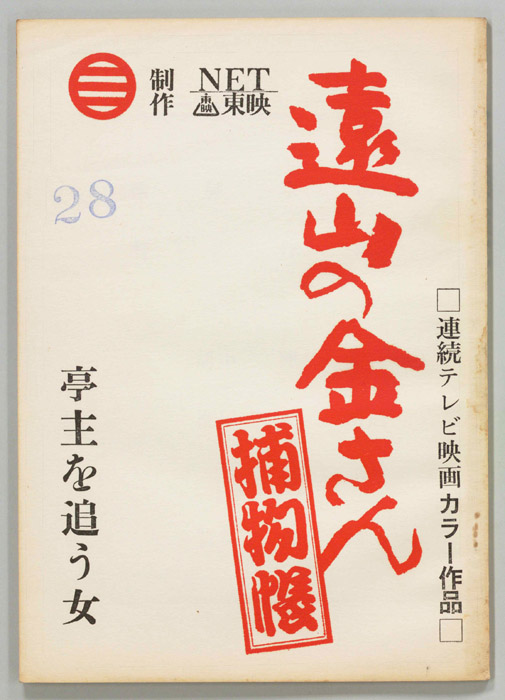 □連続テレビ映画カラー作品□
遠山の金さん
捕物帳
NET
東映
制作
三
28
亭主を追う女